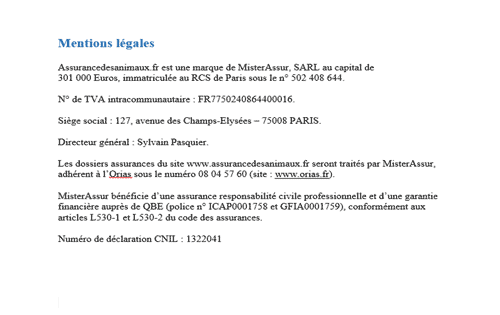 Mentions légales
Assurancedesanimaux.fr est une marque de MisterAssur, SARL au capital de
301 000 Euros, immatriculée au RCS de Paris sous le n° 502 408 644.
N° de TVA intracommunautaire : FR7750240864400016.
Siège social : 127, avenue des Champs-Elysées – 75008 PARIS.
Directeur général : Sylvain Pasquier.
Les dossiers assurances du site www.assurancedesanimaux.fr seront traités par MisterAssur,
adhérent à l’Orias sous le numéro 08 04 57 60 (site : www.orias.fr).
MisterAssur bénéficie d’une assurance responsabilité civile professionnelle et d’une garantie
financière auprès de QBE (police n° ICAP0001758 et GFIA0001759), conformément aux
articles L530-1 et L530-2 du code des assurances.
Numéro de déclaration CNIL : 1322041